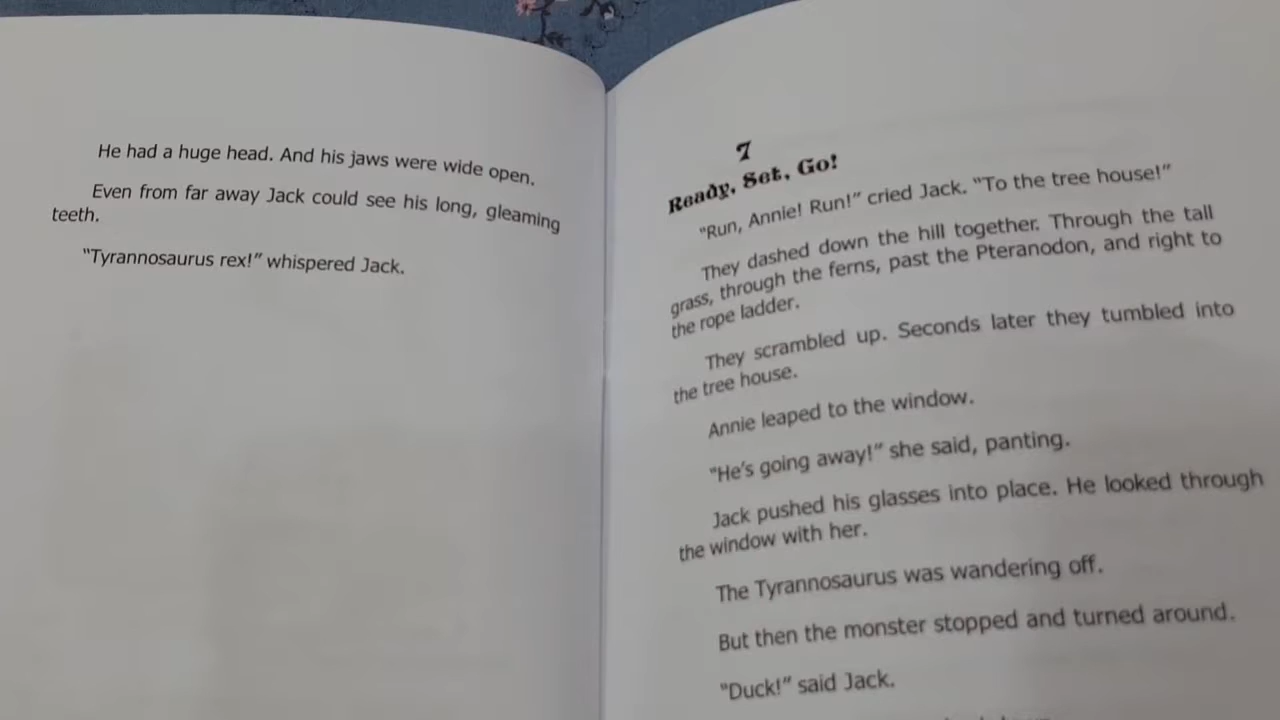 He had a huge head. And his jaws were wide open.
Even from far away Jack could see his long, gleaming
teeth.
“Tyrannosaurus rex!” whispered Jack.
7
Ready, Set, Go!
“Run, Annie! Run!” cried Jack. “To the tree house!”
They dashed down the hill together. Through the tall
grass, through the ferns, past the Pteranodon, and right to
the rope ladder.
They scrambled up. Seconds later they tumbled into
the tree house.
Annie leaped to the window.
“He’s going away!” she said, panting.
Jack pushed his glasses into place. He looked through
the window with her.
The Tyrannosaurus was wandering off.
But then the monster stopped and turned around.
“Duck!” said Jack.